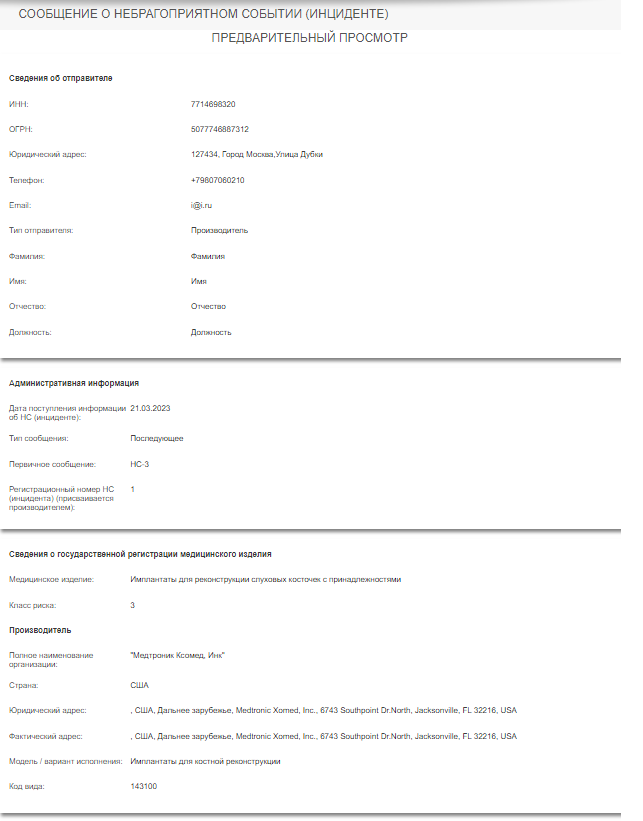 СООБЩЕНИЕ О НЕБРАГОПРИЯТНОМ СОБЫТИИ (ИНЦИДЕНТЕ)
ПРЕДВАРИТЕЛЬНЫЙ ПРОСМОТР
Сведения об отправителе
ИНН: 7714698320
ОГРН: 5077746887312
Юридический адрес: 127434, Город Москва,Улица Дубки
Телефон: +79807060210
Email: i@i.ru
Тип отправителя: Производитель
Фамилия: Фамилия
Имя: Имя
Отчество: Отчество
Должность: Должность
Административная информация
Дата поступления информации 21.03.2023
об НС (инциденте):
Тип сообщения: Последующее
Первичное сообщение: НС-3
Регистрационный номер НС 1
(инцидента) (присваивается
производителем):
Сведения о государственной регистрации медицинского изделия
Медицинское изделие: Имплантаты для реконструкции слуховых косточек с принадлежностями
Класс риска: 3
Производитель
Полное наименование "Медтроник Ксомед, Инк"
организации:
Страна: США
Юридический адрес: , США, Дальнее зарубежье, Medtronic Xomed, Inc., 6743 Southpoint Dr.North, Jacksonville, FL 32216, USA
Фактический адрес: , США, Дальнее зарубежье, Medtronic Xomed, Inc., 6743 Southpoint Dr.North, Jacksonville, FL 32216, USA
Модель / вариант исполнения: Имплантаты для костной реконструкции
Код вида: 143100